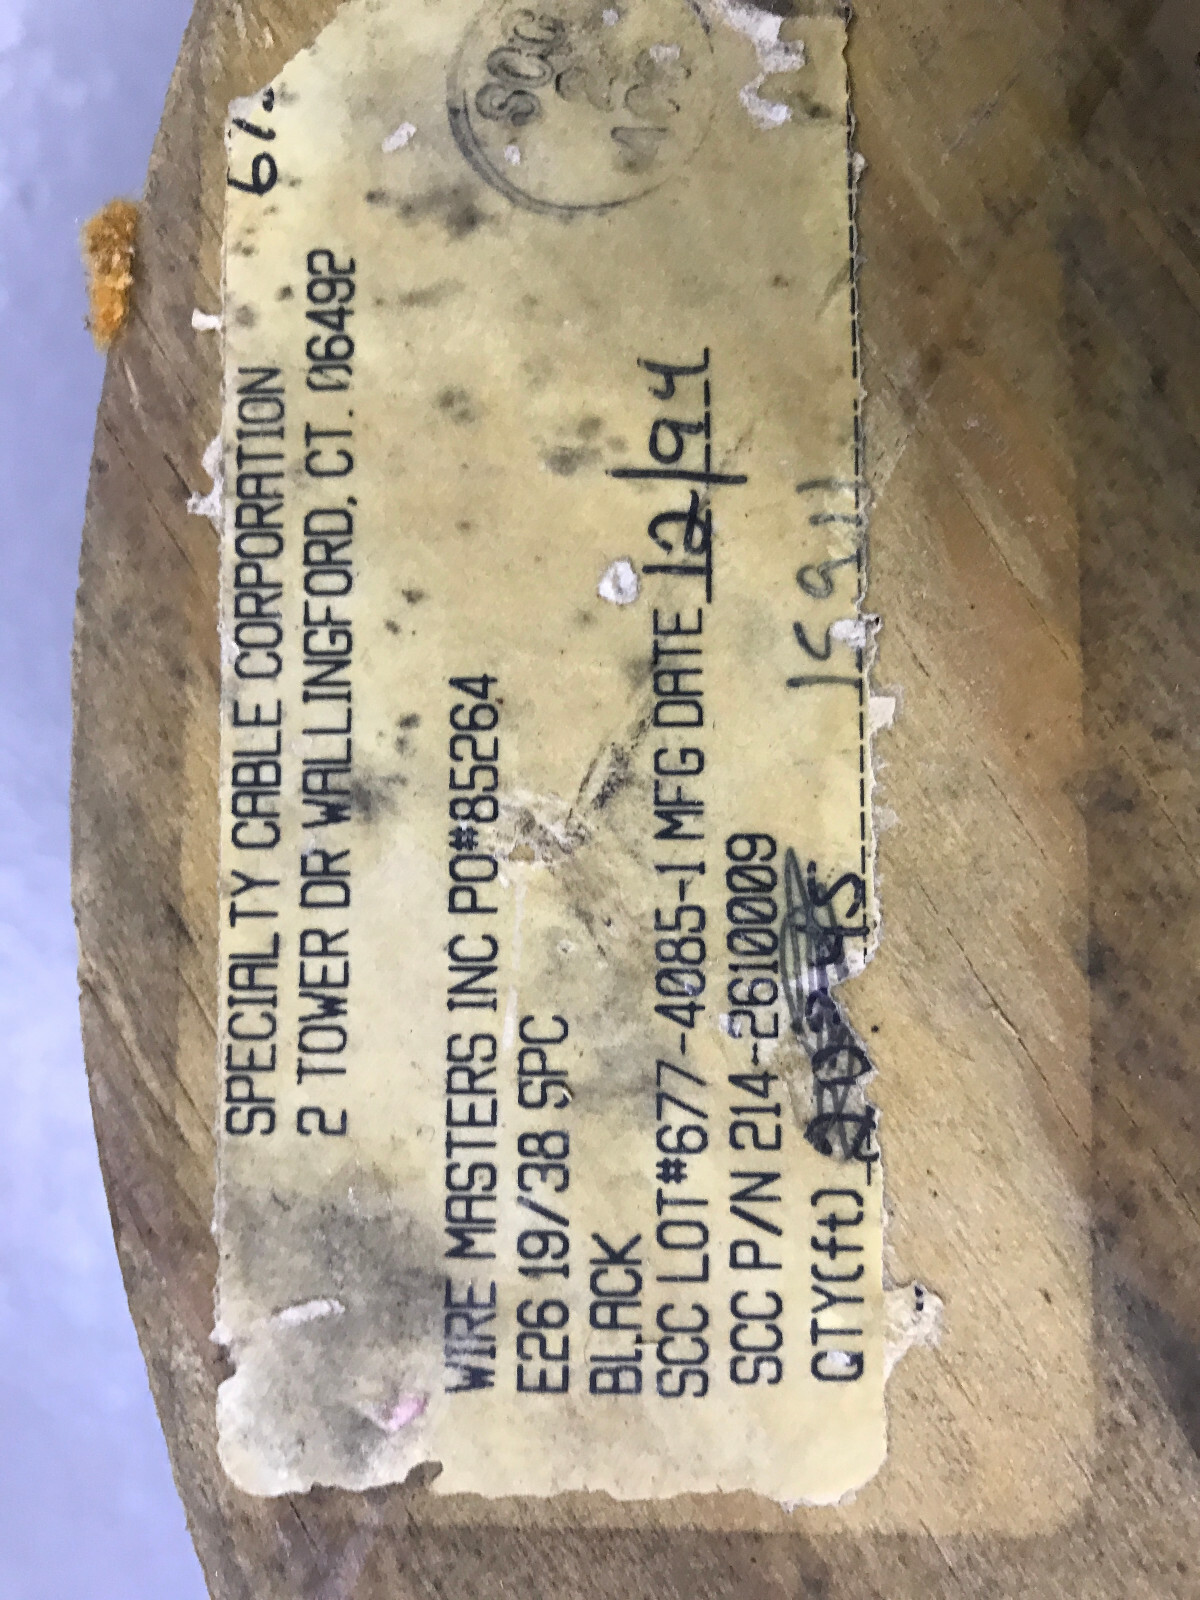 SPECIALTY CABLE CORPORATION
2 TOWER DR WALLINGFORD, CT. 06492
WIRE MASTERS INC PO#85264
E26 19/38 SPC
BLACK
SCC LOT#677-4085-1 MFG DATE 12/94
SCC P/N 214-2610009
QTY(ft)